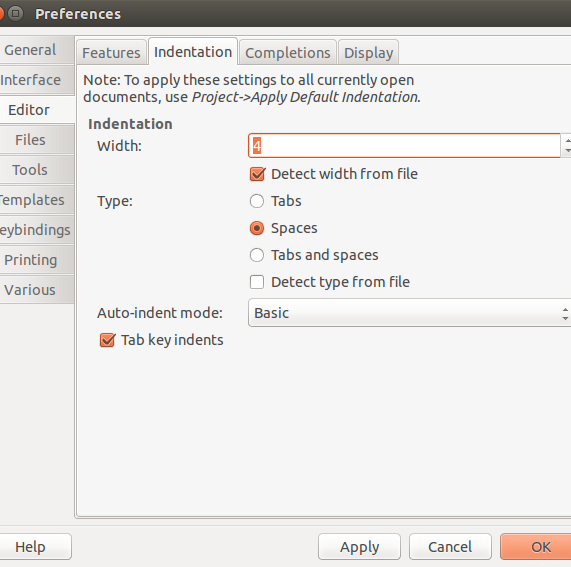 Preferences
General
Interface
Editor
Files
Tools
Templates
eybindings
Printing
Various
Features Indentation Completions Display
Note: To apply these settings to all currently open
documents, use Project->Apply Default Indentation.
Indentation
Width: 4
Detect width from file
Type: Tabs
Spaces
Tabs and spaces
Detect type from file
Auto-indent mode: Basic
Tab key indents
Help Apply Cancel OK